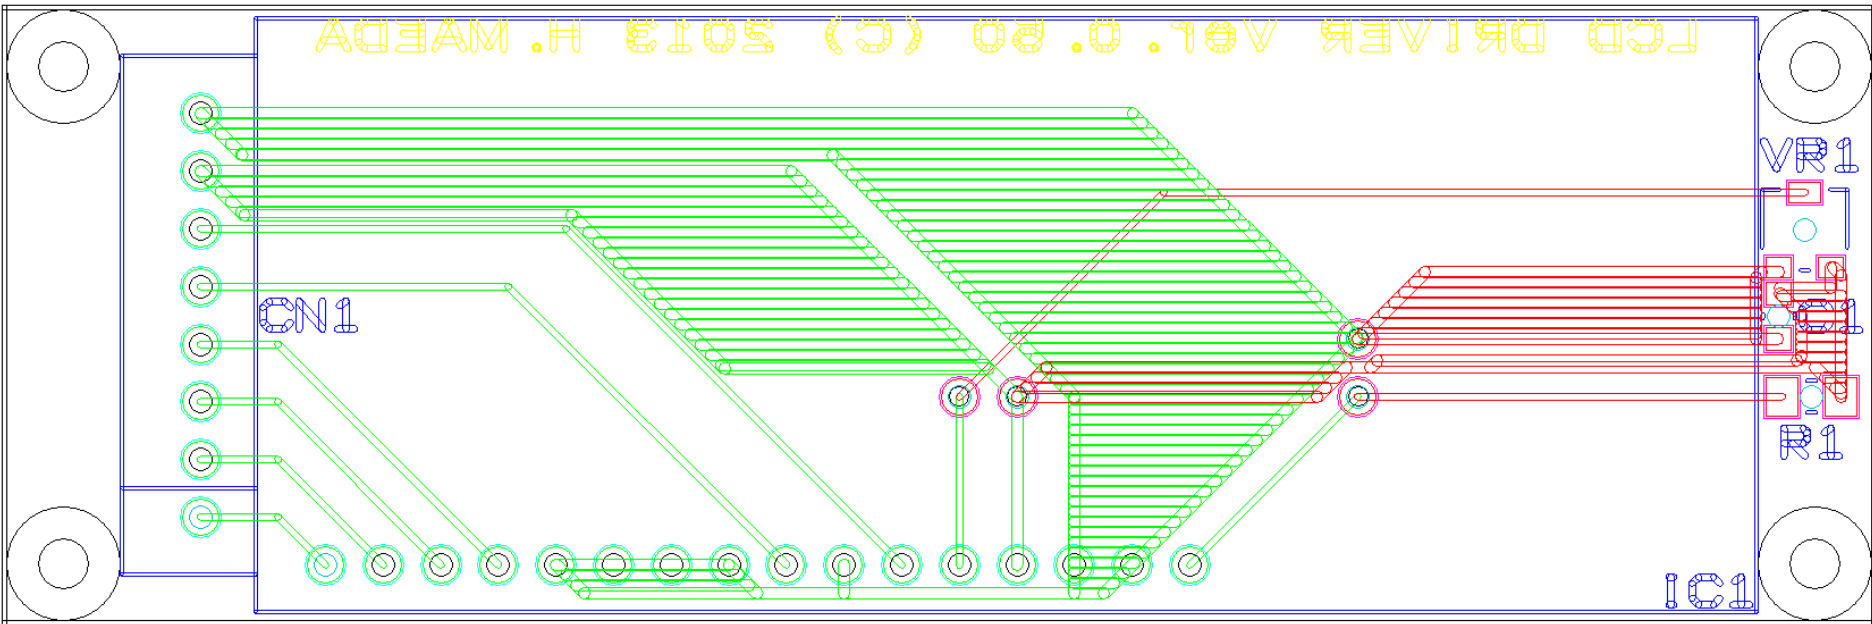 LCD DRIVER Ver.0.50 (C) 2013 H.MAEDA
VR1
CN1
C1
R1
IC1